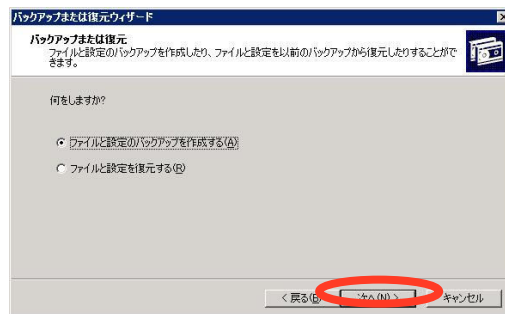 バックアップまたは復元ウィザード
バックアップまたは復元
ファイルと設定のバックアップを作成したり、ファイルと設定を以前のバックアップから復元したりすることがで
きます。
何をしますか?
ファイルと設定のバックアップを作成する(A)
ファイルと設定を復元する(R)
< 戻る(B) 次へ(N) > キャンセル